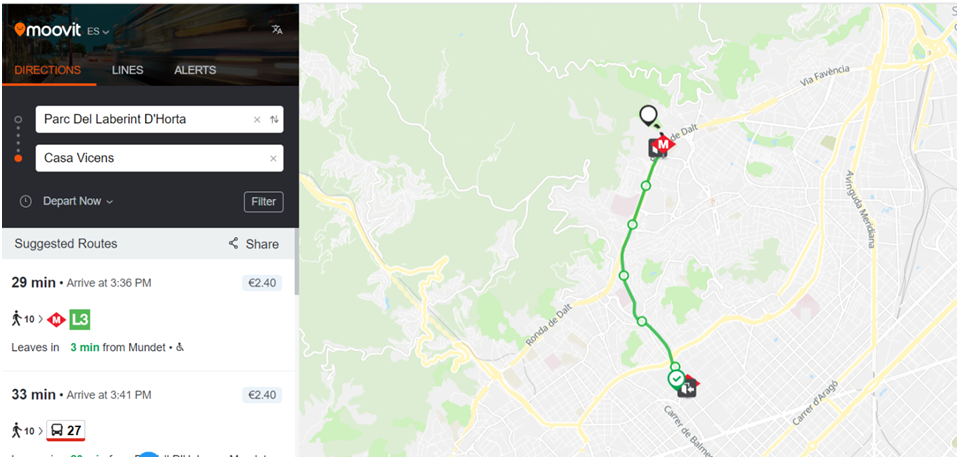 moovit ES
DIRECTIONS LINES ALERTS
Parc Del Laberint D'Horta
Casa Vicens
Depart Now
Filter
Suggested Routes
Share
29 min • Arrive at 3:36 PM
€2.40
10 > M L3
Leaves in 3 min from Mundet •
33 min • Arrive at 3:41 PM
€2.40
10 > 27
Via Favència
de Dalt
M
Avinguda Meridiana
Ronda de Dalt
Carrer d'Aragó
Carrer de Balmes